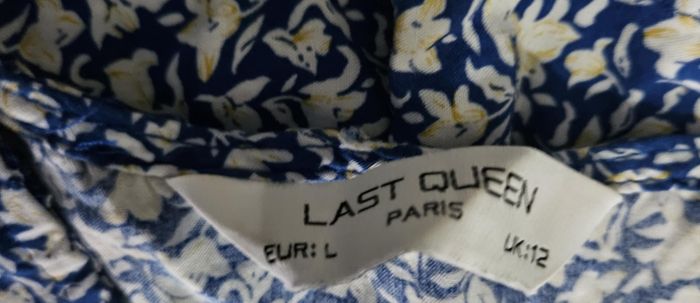 LAST QUEEN
PARIS
EUR: L UK:12